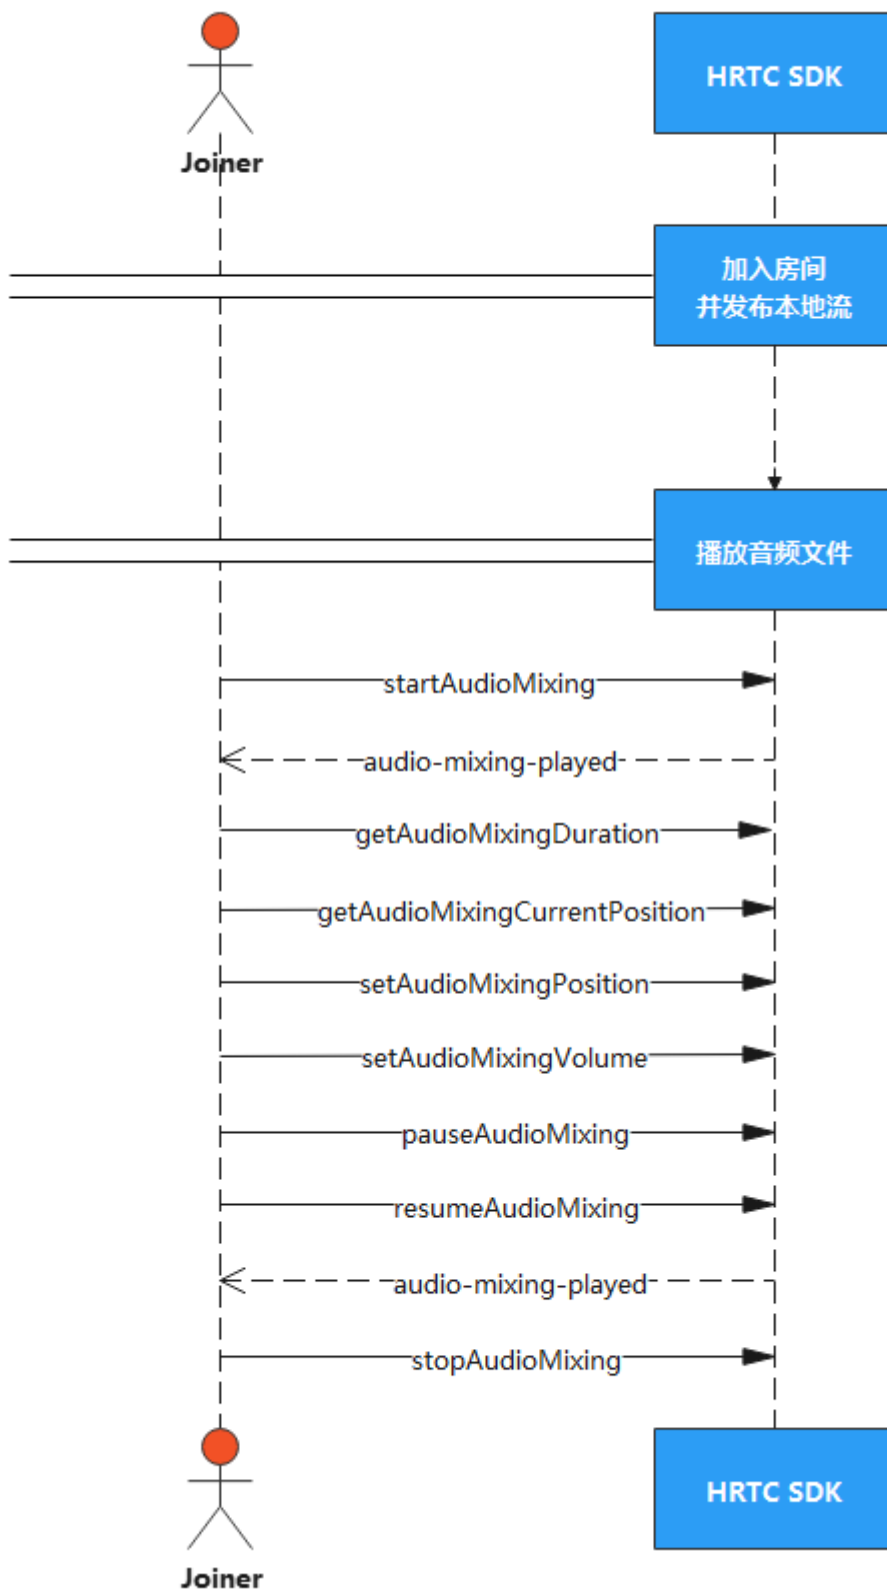 Joiner
HRTC SDK
加入房间
并发布本地流
播放音频文件
startAudioMixing
audio-mixing-played
getAudioMixingDuration
getAudioMixingCurrentPosition
setAudioMixingPosition
setAudioMixingVolume
pauseAudioMixing
resumeAudioMixing
audio-mixing-played
stopAudioMixing
HRTC SDK
Joiner